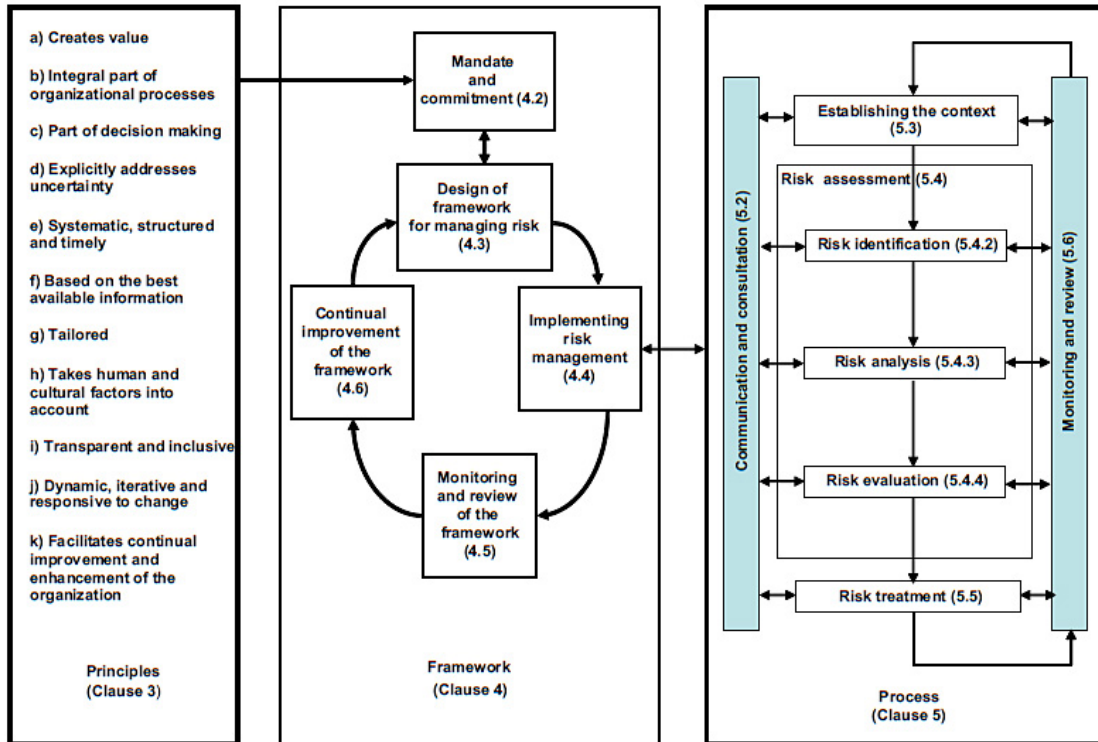 a) Creates value
b) Integral part of
organizational processes
c) Part of decision making
d) Explicitly addresses
uncertainty
e) Systematic, structured
and timely
f) Based on the best
available information
g) Tailored
h) Takes human and
cultural factors into
account
i) Transparent and inclusive
j) Dynamic, iterative and
responsive to change
k) Facilitates continual
improvement and
enhancement of the
organization
Principles
(Clause 3)
Mandate
and
commitment (4.2)
Design of
framework
for managing risk
(4.3)
Continual
improvement
of the
framework
(4.6)
Implementing
risk
management
(4.4)
Monitoring
and review
of the
framework
(4.5)
Framework
(Clause 4)
Communication and consultation (5.2)
Establishing the context
(5.3)
Risk assessment (5.4)
Risk identification (5.4.2)
Risk analysis (5.4.3)
Risk evaluation (5.4.4)
Risk treatment (5.5)
Monitoring and review (5.6)
Process
(Clause 5)